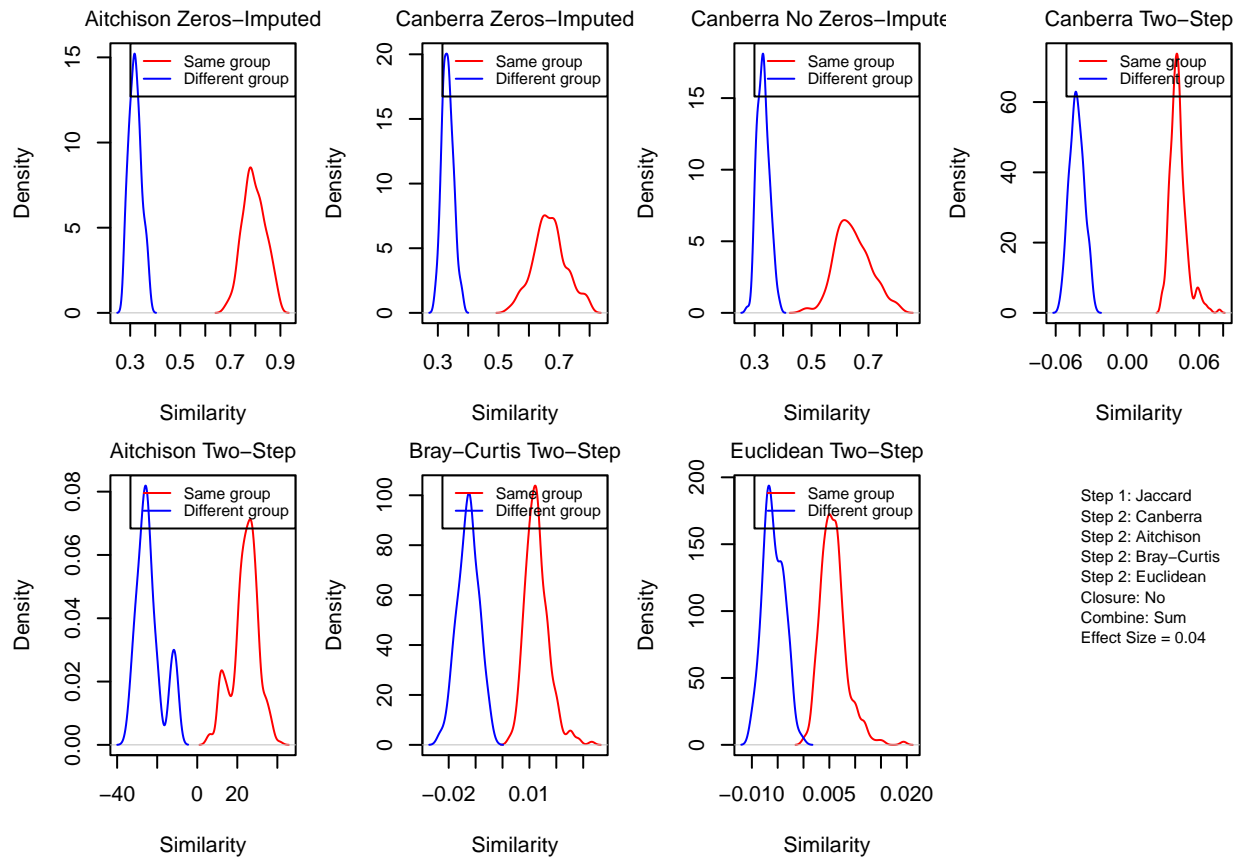 Aitchison Zeros−Imputed
Same group
Different group
Density
0
5
10
15
0.3
0.5
0.7
0.9
Similarity
Canberra Zeros−Imputed
Same group
Different group
Density
0
5
10
15
20
0.3
0.7
Similarity
Canberra No Zeros−Impute
Same group
Different group
Density
0
5
10
15
0.3
0.7
Similarity
Canberra Two−Step
Same group
Different group
Density
0
20
40
60
−0.06
0.00
0.06
Similarity
Aitchison Two−Step
Same group
Different group
Density
0.00
0.02
0.04
0.06
0.08
−40
0
20
Similarity
Bray−Curtis Two−Step
Same group
Different group
Density
0
20
40
60
80
100
−0.02
0.01
Similarity
Euclidean Two−Step
Same group
Different group
Density
0
50
100
150
200
−0.010
0.005
0.020
Similarity
Step 1: Jaccard
Step 2: Canberra
Step 2: Aitchison
Step 2: Bray−Curtis
Step 2: Euclidean
Closure: No
Combine: Sum
Effect Size = 0.04